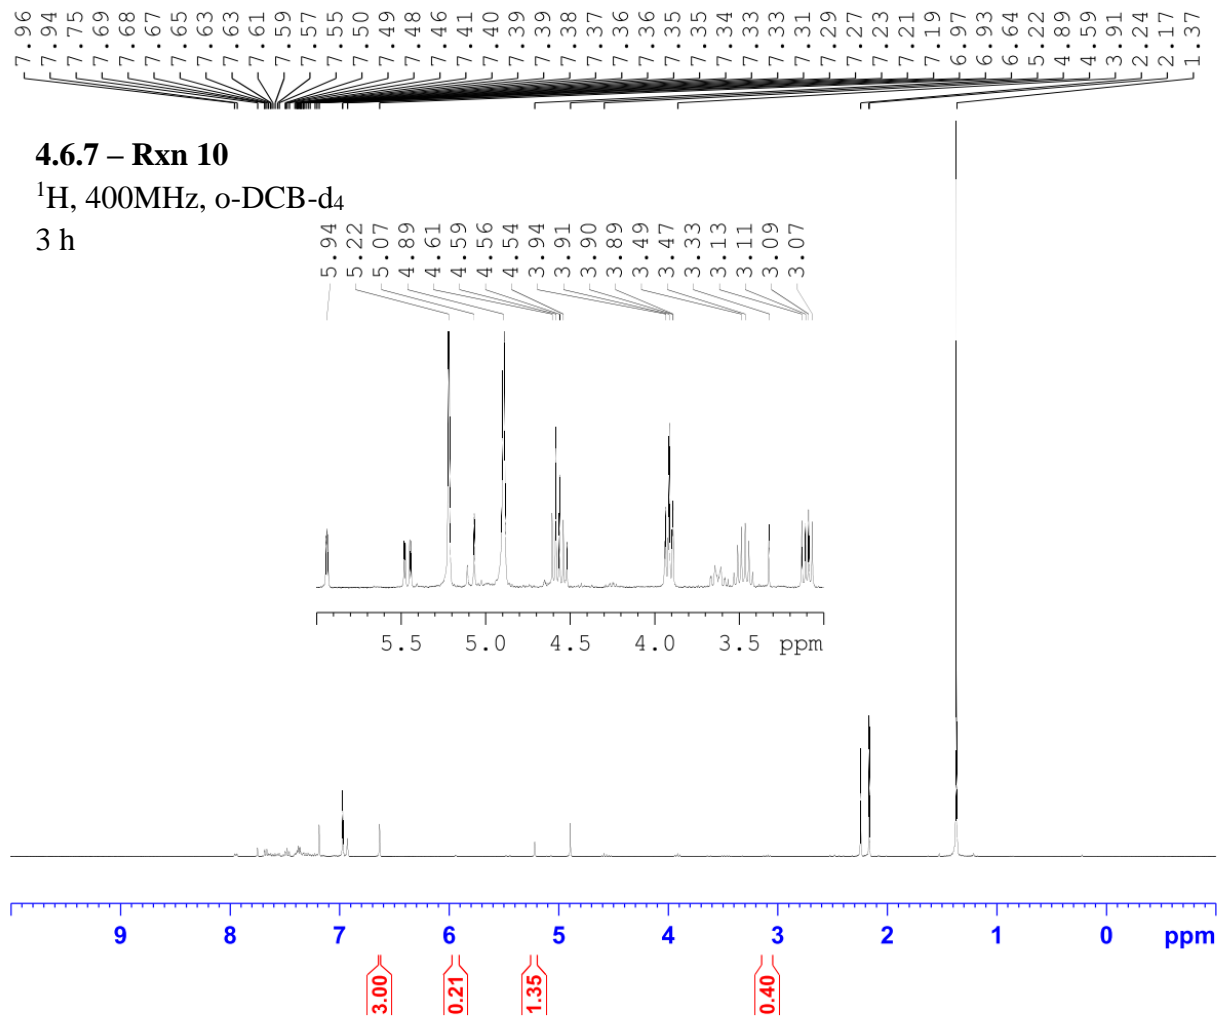 7.96 7.94 7.75 7.69 7.68 7.67 7.65 7.63 7.63 7.61 7.59 7.57 7.55 7.50 7.49 7.48 7.46 7.41 7.40 7.39 7.39 7.38 7.37 7.36 7.36 7.35 7.35 7.34 7.33 7.33 7.31 7.29 7.27 7.23 7.21 7.19 6.97 6.93 6.64 5.22 4.89 4.59 3.91 2.24 2.17 1.37
4.6.7 – Rxn 10
¹H, 400MHz, o-DCB-d₄
3 h
5.94 5.22 5.07 4.89 4.61 4.59 4.56 4.54 3.94 3.91 3.90 3.89 3.49 3.47 3.33 3.13 3.11 3.09 3.07
5.5 5.0 4.5 4.0 3.5 ppm
9 8 7 6 5 4 3 2 1 0 ppm
3.00 0.21 1.35 0.40